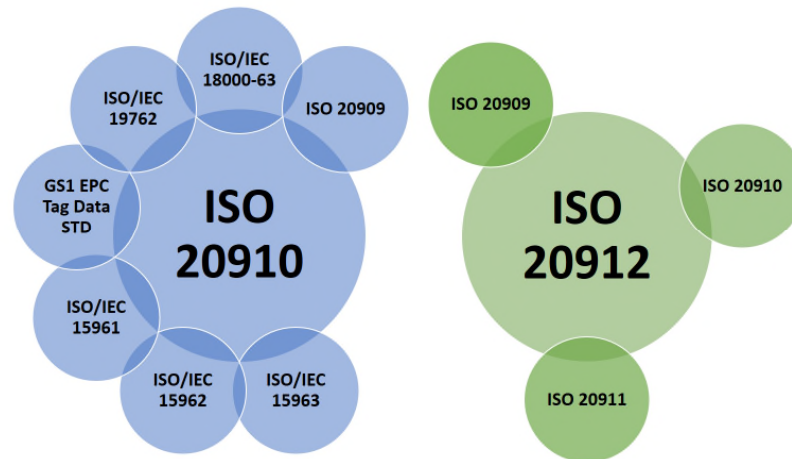 ISO/IEC
18000-63
ISO 20909
ISO/IEC
19762
GS1 EPC
Tag Data
STD
ISO/IEC
15961
ISO/IEC
15962
ISO/IEC
15963
ISO
20910
ISO 20909
ISO 20910
ISO
20912
ISO 20911